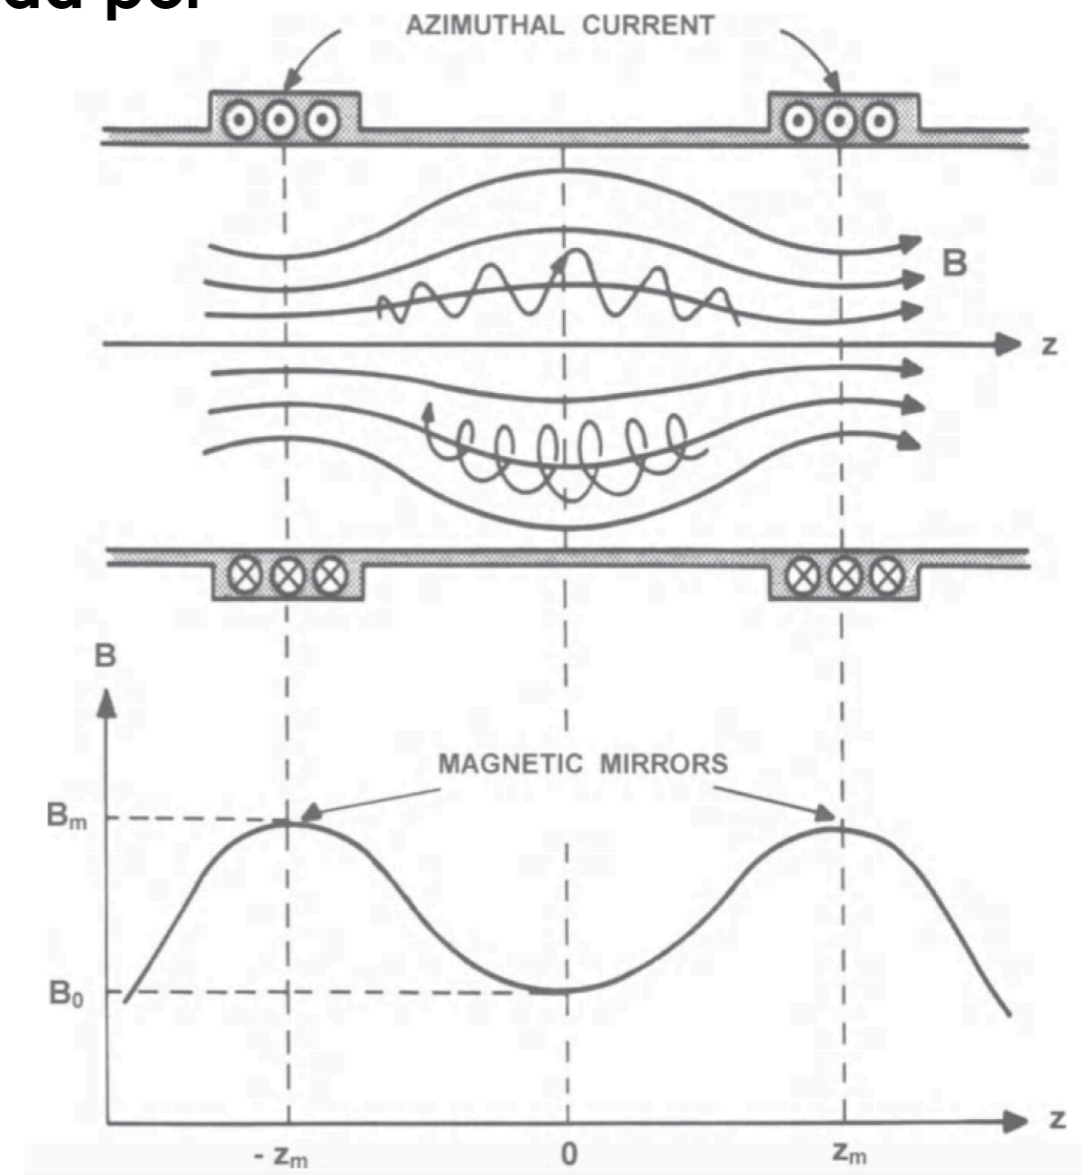 AZIMUTHAL CURRENT
B
z
B
MAGNETIC MIRRORS
Bₘ
B₀
z
- zₘ 0 zₘ